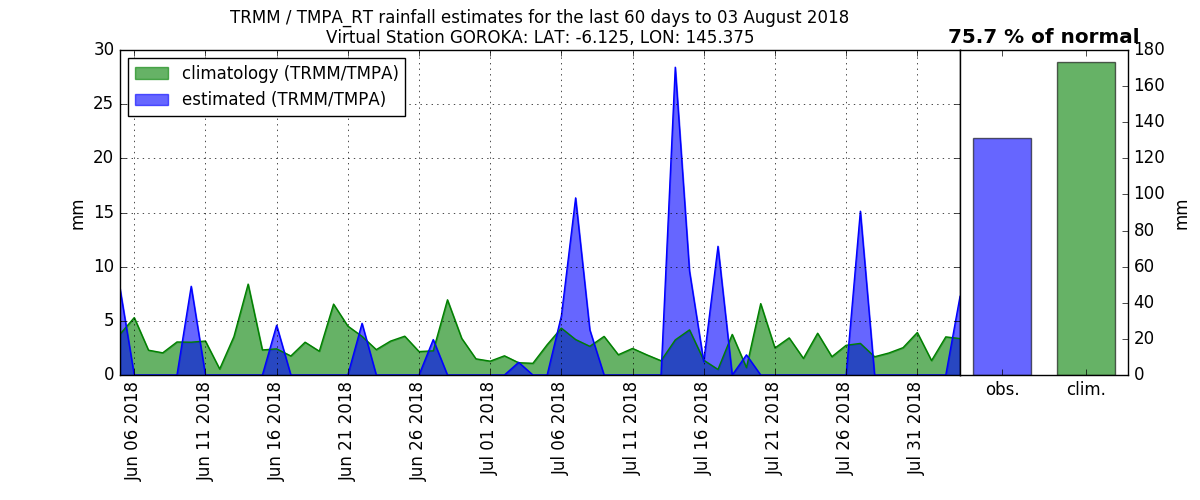 TRMM / TMPA_RT rainfall estimates for the last 60 days to 03 August 2018
Virtual Station GOROKA: LAT: -6.125, LON: 145.375
75.7 % of normal
climatology (TRMM/TMPA)
estimated (TRMM/TMPA)
30
25
20
15
10
5
0
mm
Jun 06 2018
Jun 11 2018
Jun 16 2018
Jun 21 2018
Jun 26 2018
Jul 01 2018
Jul 06 2018
Jul 11 2018
Jul 16 2018
Jul 21 2018
Jul 26 2018
Jul 31 2018
obs.
clim.
180
160
140
120
100
80
60
40
20
0
mm